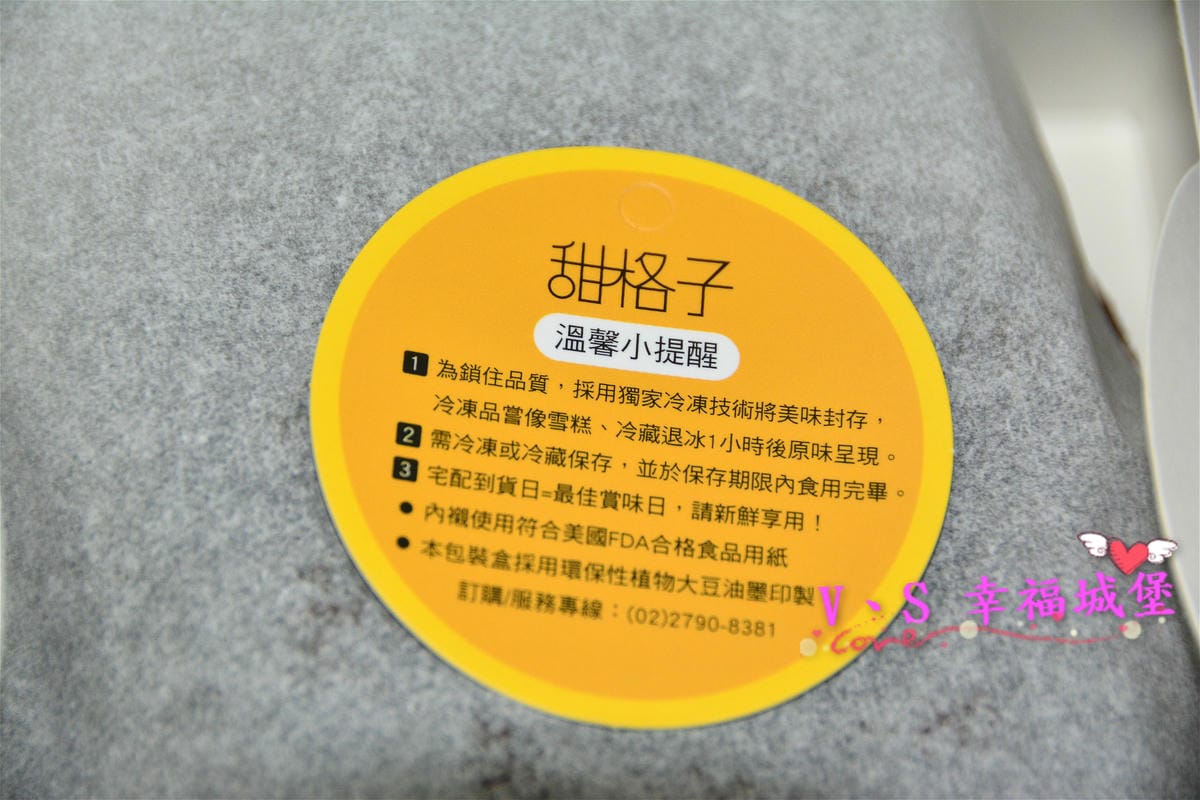 甜格子
溫馨小提醒
1 為鎖住品質，採用獨家冷凍技術將美味封存，
冷凍品嘗像雪糕、冷藏退冰1小時後原味呈現。
2 需冷凍或冷藏保存，並於保存期限內食用完畢。
3 宅配到貨日=最佳賞味日，請新鮮享用！
● 內襯使用符合美國FDA合格食品用紙
● 本包裝盒採用環保性植物大豆油墨印製
訂購/服務專線：(02)2790-8381
V、S 幸福城堡
Love